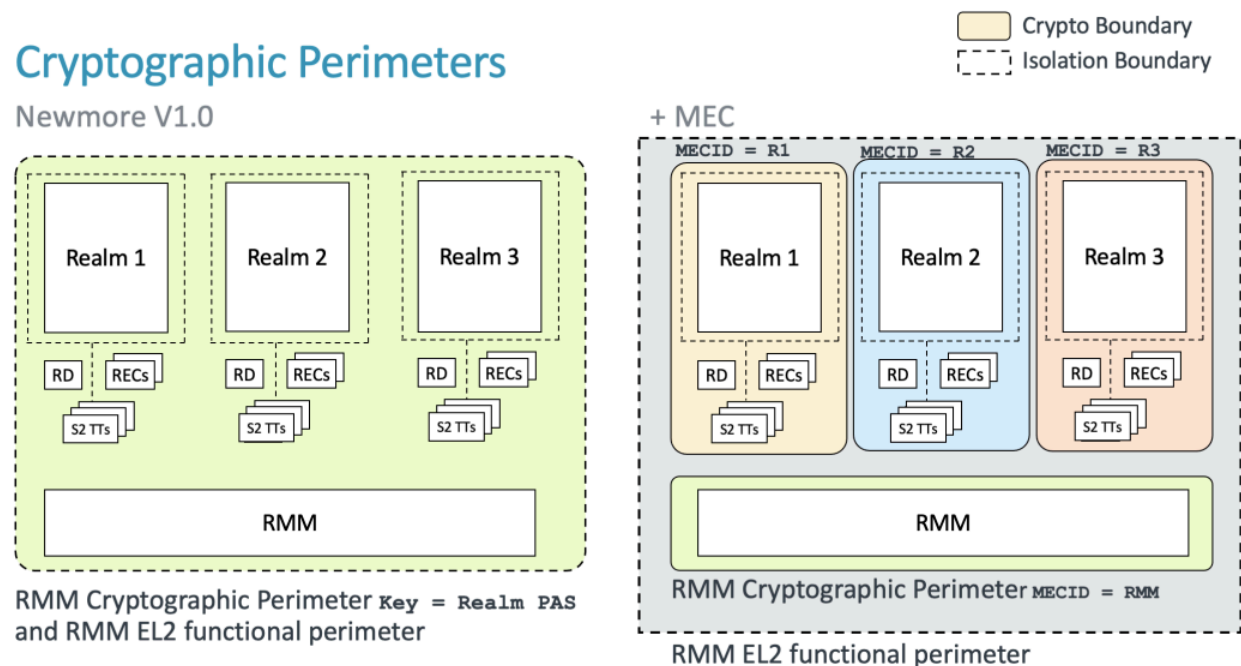 Crypto Boundary
Isolation Boundary
Cryptographic Perimeters
Newmore V1.0
Realm 1
Realm 2
Realm 3
RD
RECs
RD
RECs
RD
RECs
S2 TTs
S2 TTs
S2 TTs
RMM
RMM Cryptographic Perimeter Key = Realm PAS
and RMM EL2 functional perimeter
+ MEC
MECID = R1
MECID = R2
MECID = R3
Realm 1
Realm 2
Realm 3
RD
RECs
RD
RECs
RD
RECs
S2 TTs
S2 TTs
S2 TTs
RMM
RMM Cryptographic Perimeter MECID = RMM
RMM EL2 functional perimeter